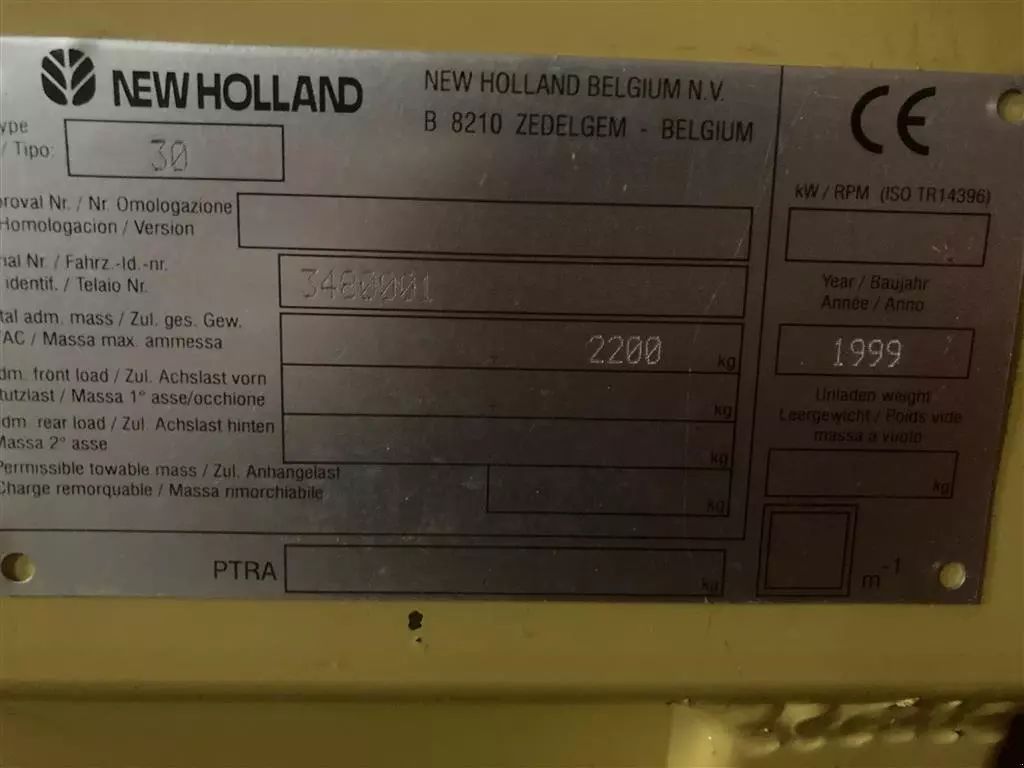 NEW HOLLAND
NEW HOLLAND BELGIUM N.V.
B 8210 ZEDELGEM - BELGIUM
CE
ype
/ Tipo:
30
roval Nr. / Nr. Omologazione
Homologacion / Version
kW / RPM (ISO TR14396)
ial Nr / Fahrz.-Id.-nr.
identif. / Telaio Nr.
3480001
Year / Baujahr
Année / Anno
1999
tal adm. mass / Zul. ges. Gew.
AC / Massa max. ammessa
2200 kg
dm. front load / Zul. Achslast vorn
tutzlast / Massa 1° asse/occhione
kg
Unladen weight
Leergewicht / Poids vide
massa a vuoto
kg
dm. rear load / Zul. Achslast hinten
Massa 2° asse
kg
Permissible towable mass / Zul. Anhangelast
Charge remorquable / Massa rimorchiabile
kg
PTRA
kg
m-1